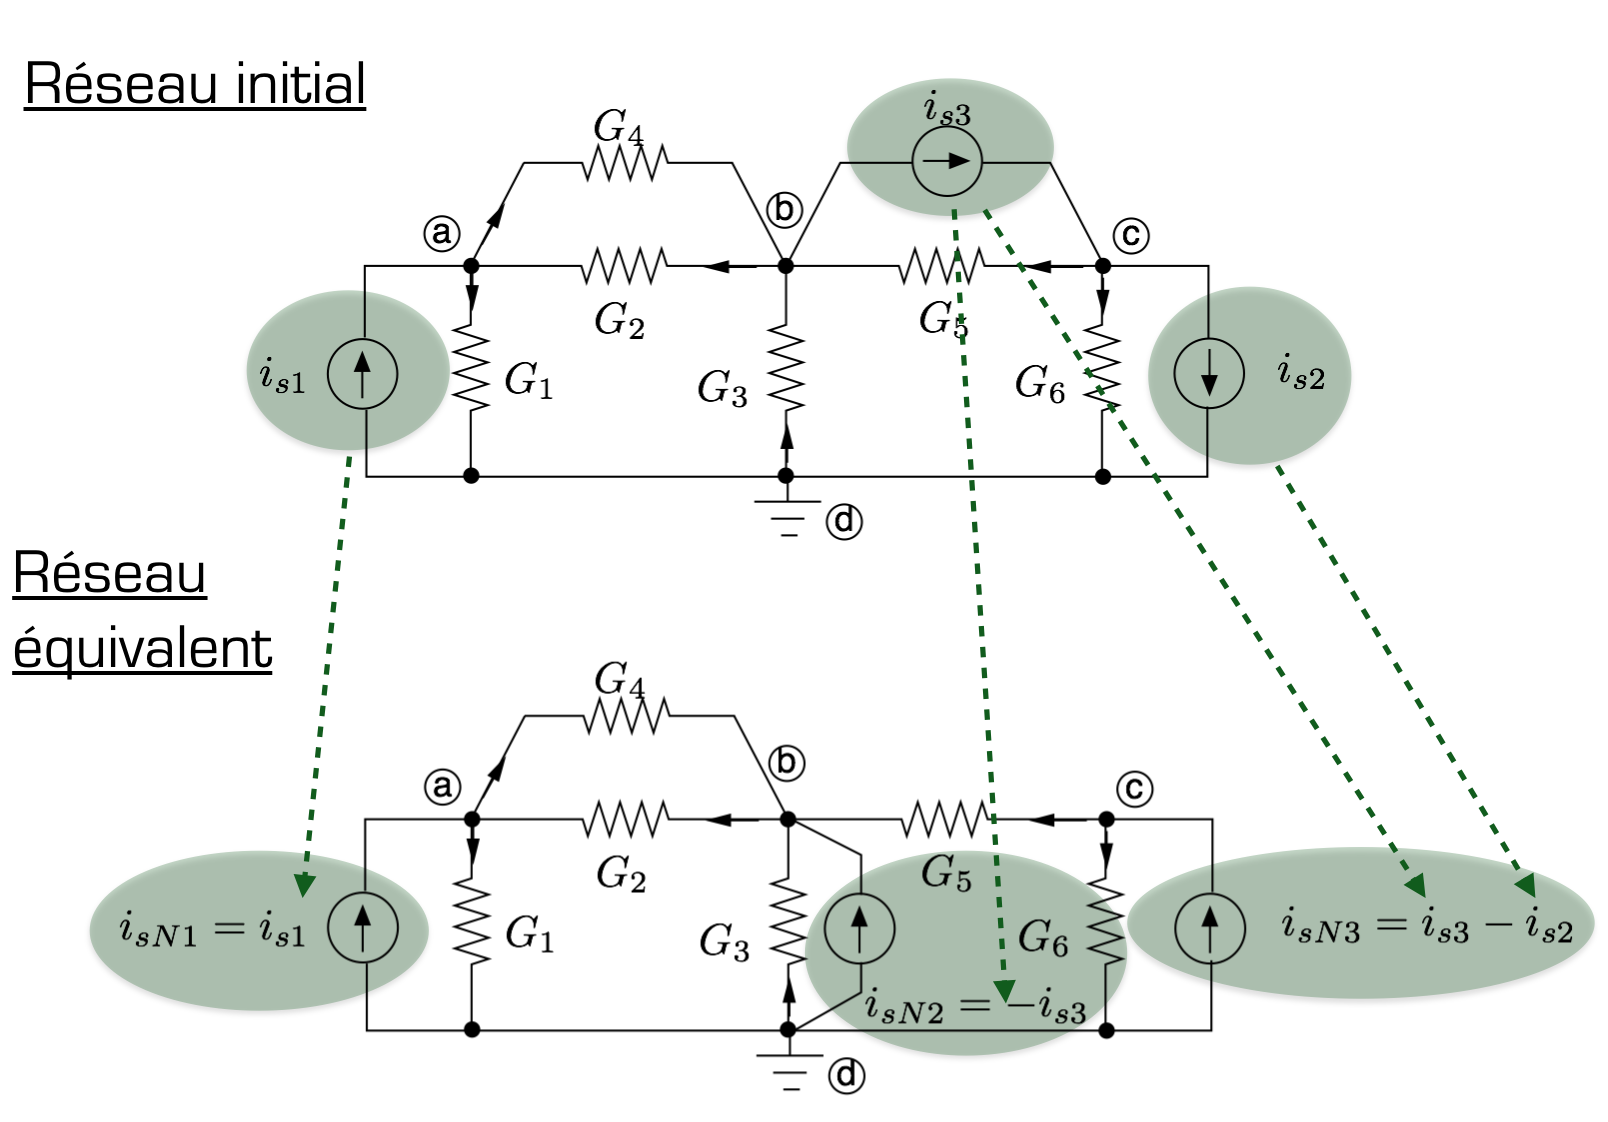 Réseau initial
i_{s3}
G_4
ⓐ
ⓑ
ⓒ
G_2
G_5
i_{s1}
G_1
G_3
G_6
i_{s2}
ⓓ
Réseau
équivalent
G_4
ⓐ
ⓑ
ⓒ
G_2
G_5
i_{sN1} = i_{s1}
G_1
G_3
G_6
i_{sN3} = i_{s3} − i_{s2}
i_{sN2} = −i_{s3}
ⓓ